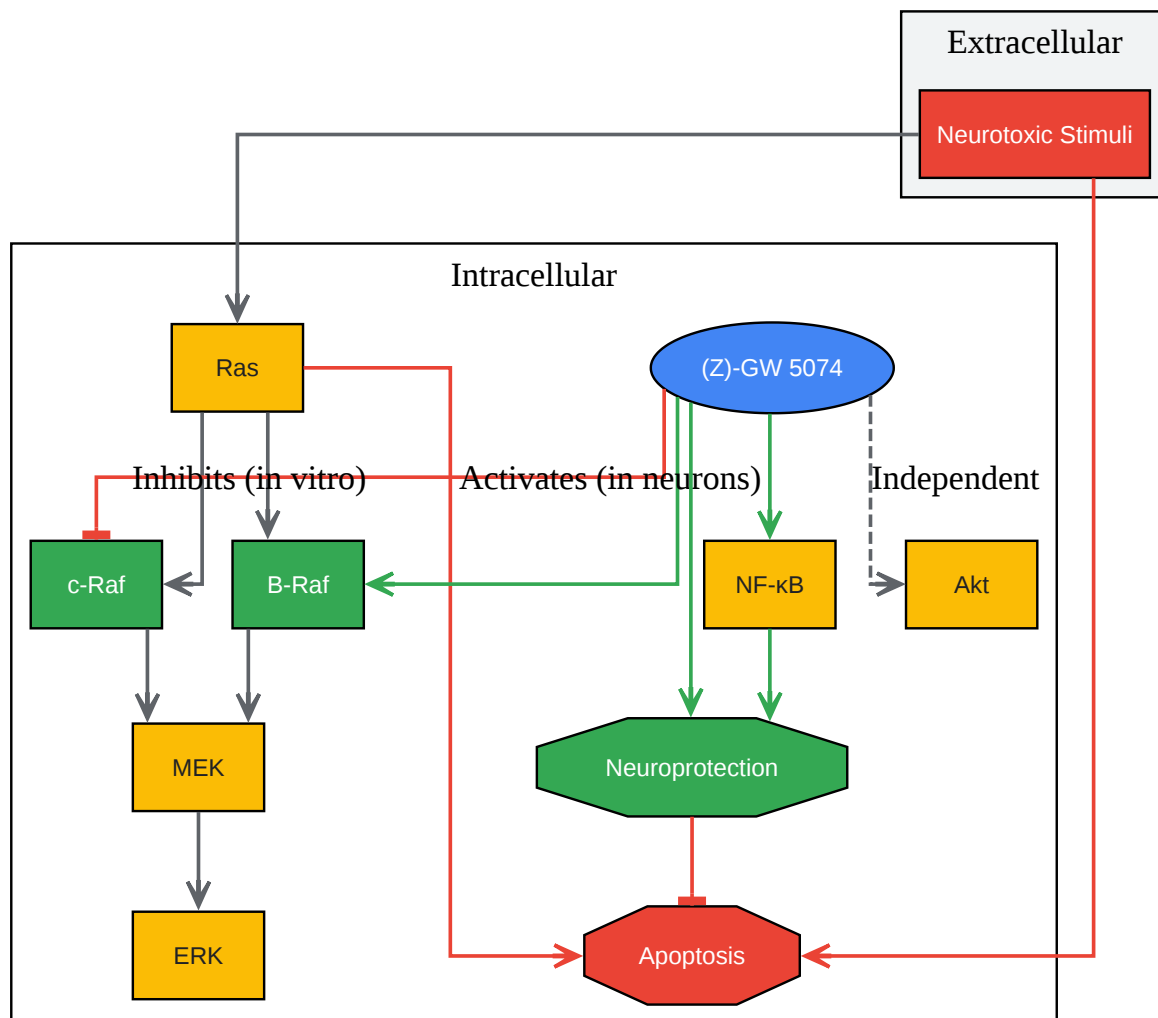 Extracellular
Neurotoxic Stimuli
Intracellular
Ras
(Z)-GW 5074
Inhibits (in vitro)
Activates (in neurons)
Independent
c-Raf
B-Raf
NF-κB
Akt
MEK
Neuroprotection
ERK
Apoptosis